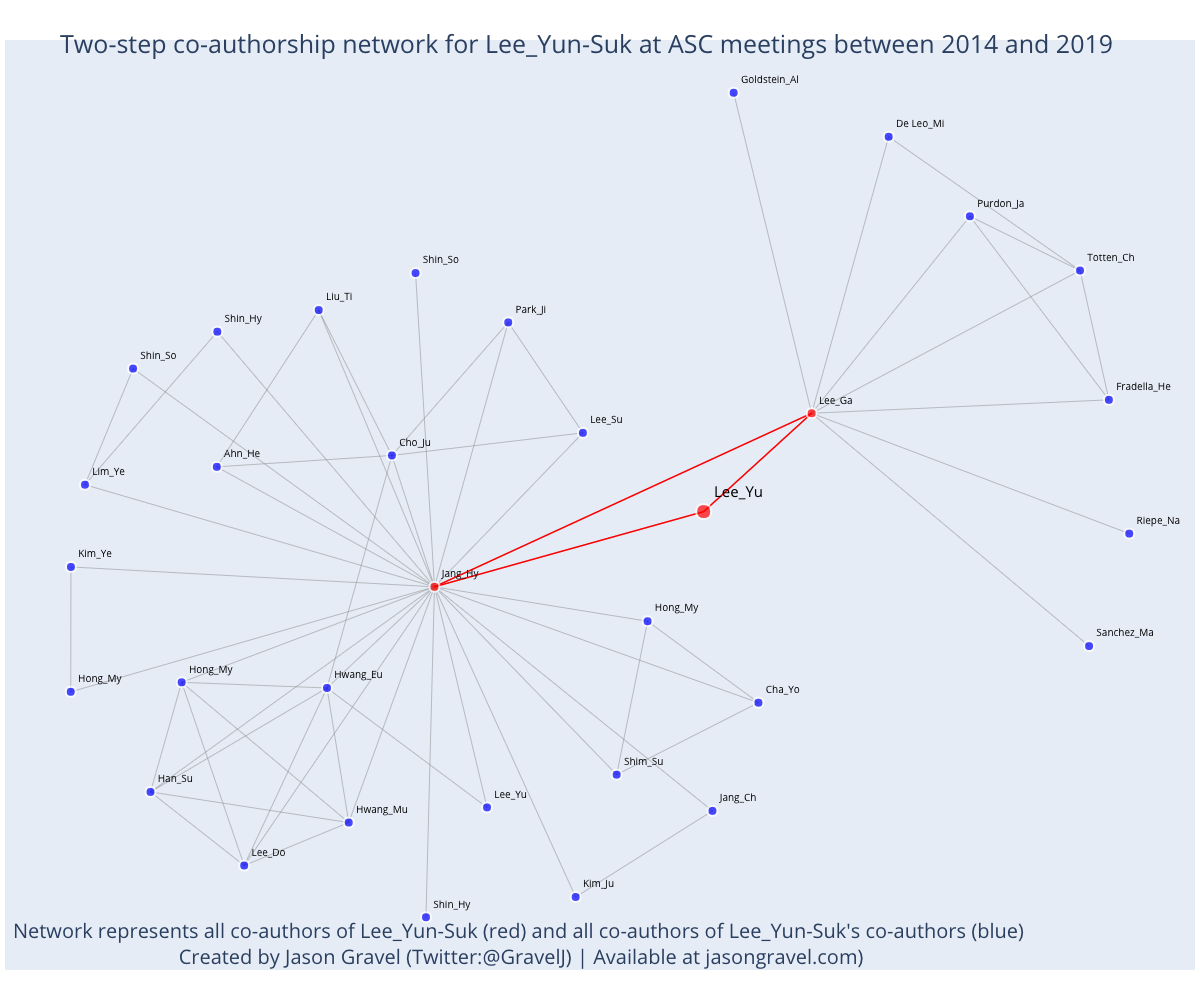 Two-step co-authorship network for Lee_Yun-Suk at ASC meetings between 2014 and 2019
Goldstein_Al
De Leo_Mi
Purdon_Ja
Totten_Ch
Shin_So
Liu_Ti
Park_Ji
Shin_Hy
Shin_So
Fradella_He
Lee_Ga
Lee_Su
Cho_Ju
Ahn_He
Lim_Ye
Lee_Yu
Riepe_Na
Kim_Ye
Jang_Hy
Hong_My
Sanchez_Ma
Hong_My
Hwang_Eu
Hong_My
Cha_Yo
Shim_Su
Han_Su
Lee_Yu
Jang_Ch
Hwang_Mu
Lee_Do
Kim_Ju
Shin_Hy
Network represents all co-authors of Lee_Yun-Suk (red) and all co-authors of Lee_Yun-Suk's co-authors (blue)
Created by Jason Gravel (Twitter:@GravelJ) | Available at jasongravel.com)